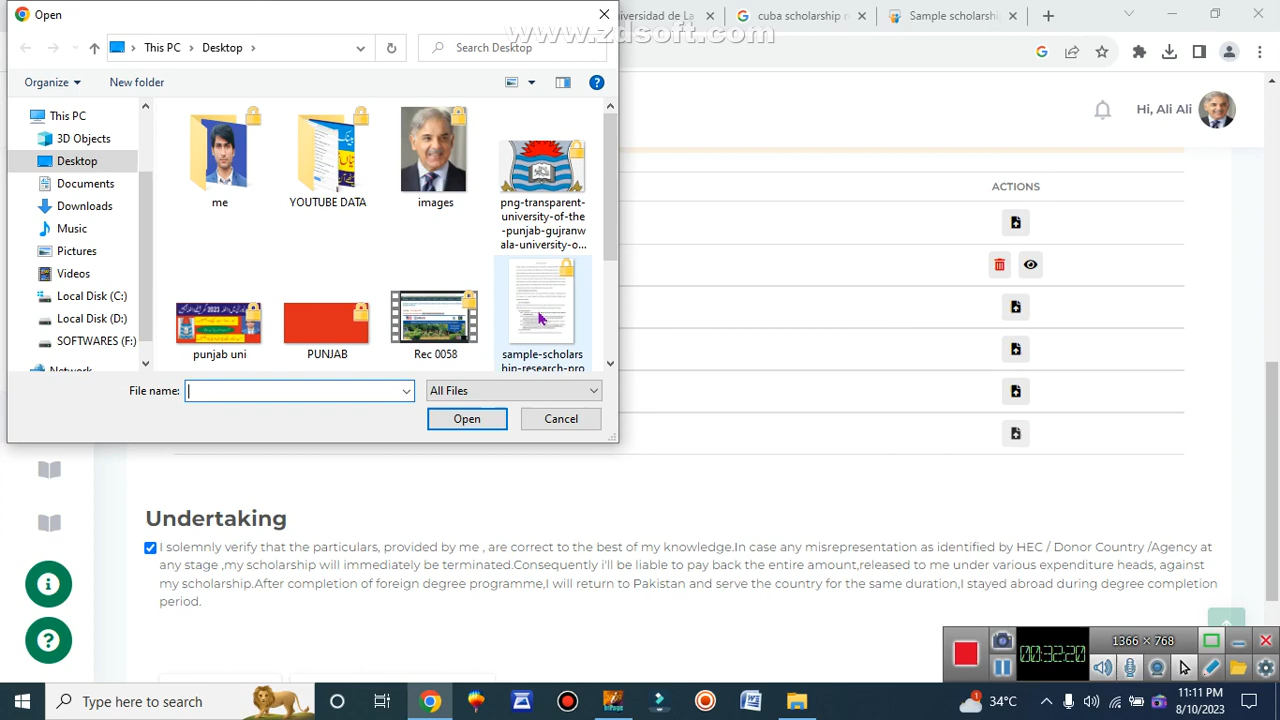 Open
www.zdsoft.com
Universidad de La
cuba scholarship re
Sample scholarsh
This PC
Desktop
Search Desktop
Organize
New folder
This PC
3D Objects
Desktop
Documents
Downloads
Music
Pictures
Videos
Local Disk (C:)
Local Disk (D:)
SOFTWARES (F:)
Network
me
YOUTUBE DATA
images
png-transparent-
university-of-the
-punjab-gujranw
ala-university-o...
punjab uni
PUNJAB
Rec 0058
sample-scholars
hip-research-pro
File name:
All Files
Open
Cancel
Hi, Ali Ali
ACTIONS
Undertaking
I solemnly verify that the particulars, provided by me , are correct to the best of my knowledge.In case any misrepresentation as identified by HEC / Donor Country /Agency at
any stage ,my scholarship will immediately be terminated.Consequently i'll be liable to pay back the entire amount,released to me under various expenditure heads, against
my scholarship.After completion of foreign degree programme,I will return to Pakistan and serve the country for the same duration,I stayed abroad during degree completion
period.
1366 × 768
00:32:20
Type here to search
34°C
11:11 PM
8/10/2023